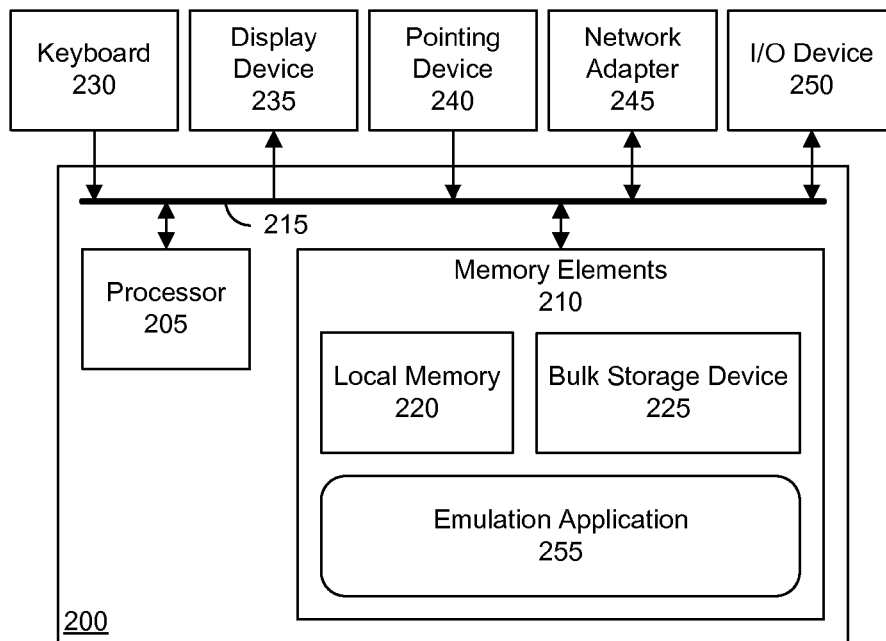 Keyboard
230
Display
Device
235
Pointing
Device
240
Network
Adapter
245
I/O Device
250
215
Processor
205
Memory Elements
210
Local Memory
220
Bulk Storage Device
225
Emulation Application
255
200